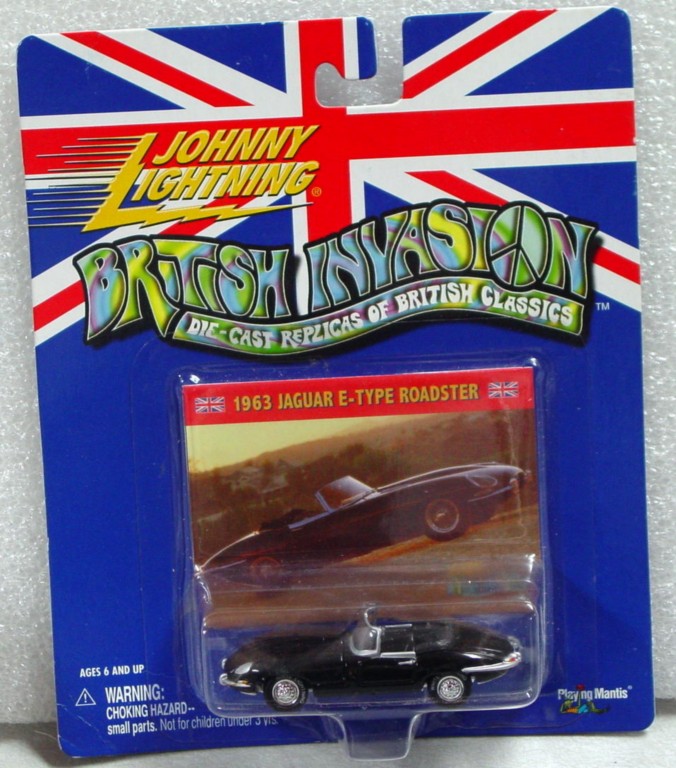 JOHNNY
LIGHTNING®
BRITISH INVASION
DIE-CAST REPLICAS OF BRITISH CLASSICS ™
1963 JAGUAR E-TYPE ROADSTER
AGES 6 AND UP
WARNING:
CHOKING HAZARD--
small parts. Not for children under 3 yrs.
Playing Mantis®